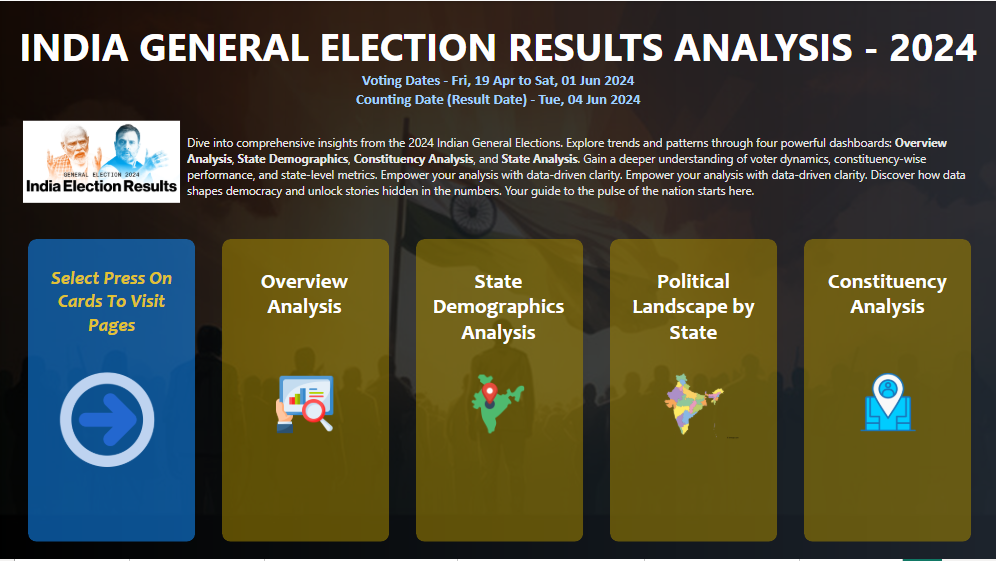 INDIA GENERAL ELECTION RESULTS ANALYSIS - 2024
Voting Dates - Fri, 19 Apr to Sat, 01 Jun 2024
Counting Date (Result Date) - Tue, 04 Jun 2024
GENERAL ELECTION 2024
India Election Results
Dive into comprehensive insights from the 2024 Indian General Elections. Explore trends and patterns through four powerful dashboards: Overview
Analysis, State Demographics, Constituency Analysis, and State Analysis. Gain a deeper understanding of voter dynamics, constituency-wise
performance, and state-level metrics. Empower your analysis with data-driven clarity. Empower your analysis with data-driven clarity. Discover how data
shapes democracy and unlock stories hidden in the numbers. Your guide to the pulse of the nation starts here.
Select Press On
Cards To Visit
Pages
Overview
Analysis
State
Demographics
Analysis
Political
Landscape by
State
Constituency
Analysis